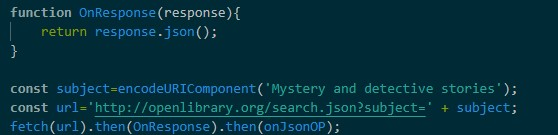 function OnResponse(response){
    return response.json();
}
const subject=encodeURIComponent('Mystery and detective stories');
const url='http://openlibrary.org/search.json?subject=' + subject;
fetch(url).then(OnResponse).then(onJsonOP);